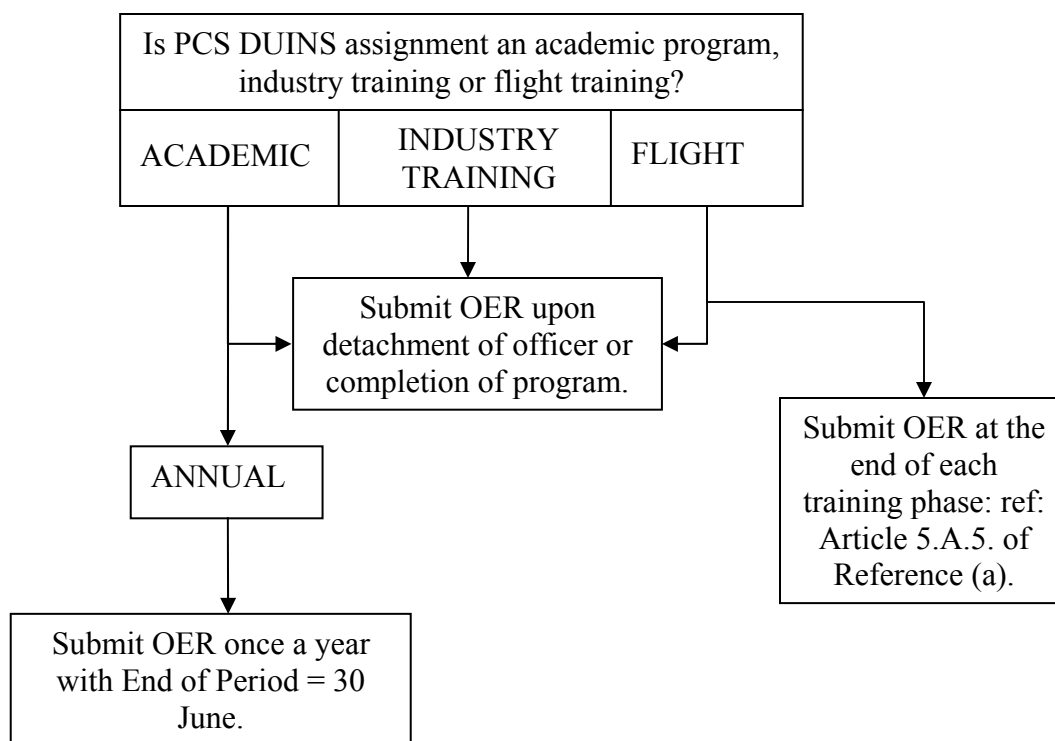 Is PCS DUINS assignment an academic program,
industry training or flight training?
ACADEMIC
INDUSTRY
TRAINING
FLIGHT
Submit OER upon
detachment of officer or
completion of program.
Submit OER at the
end of each
training phase: ref:
Article 5.A.5. of
Reference (a).
ANNUAL
Submit OER once a year
with End of Period = 30
June.